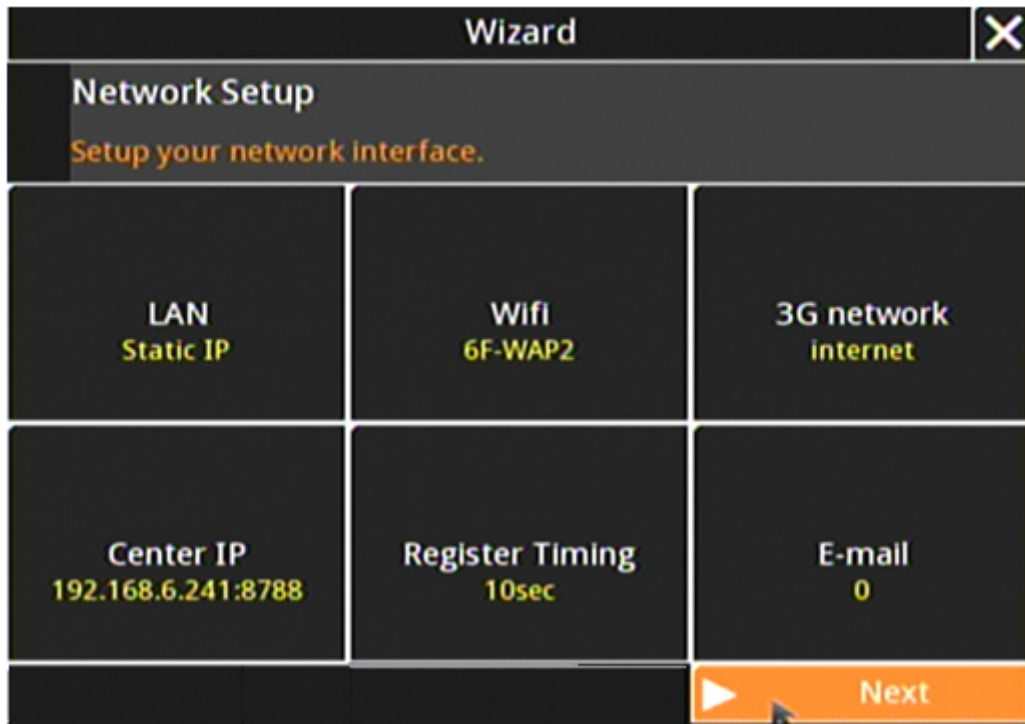 Wizard
Network Setup
Setup your network interface.
LAN
Static IP
Wifi
6F-WAP2
3G network
internet
Center IP
192.168.6.241:8788
Register Timing
10sec
E-mail
0
Next